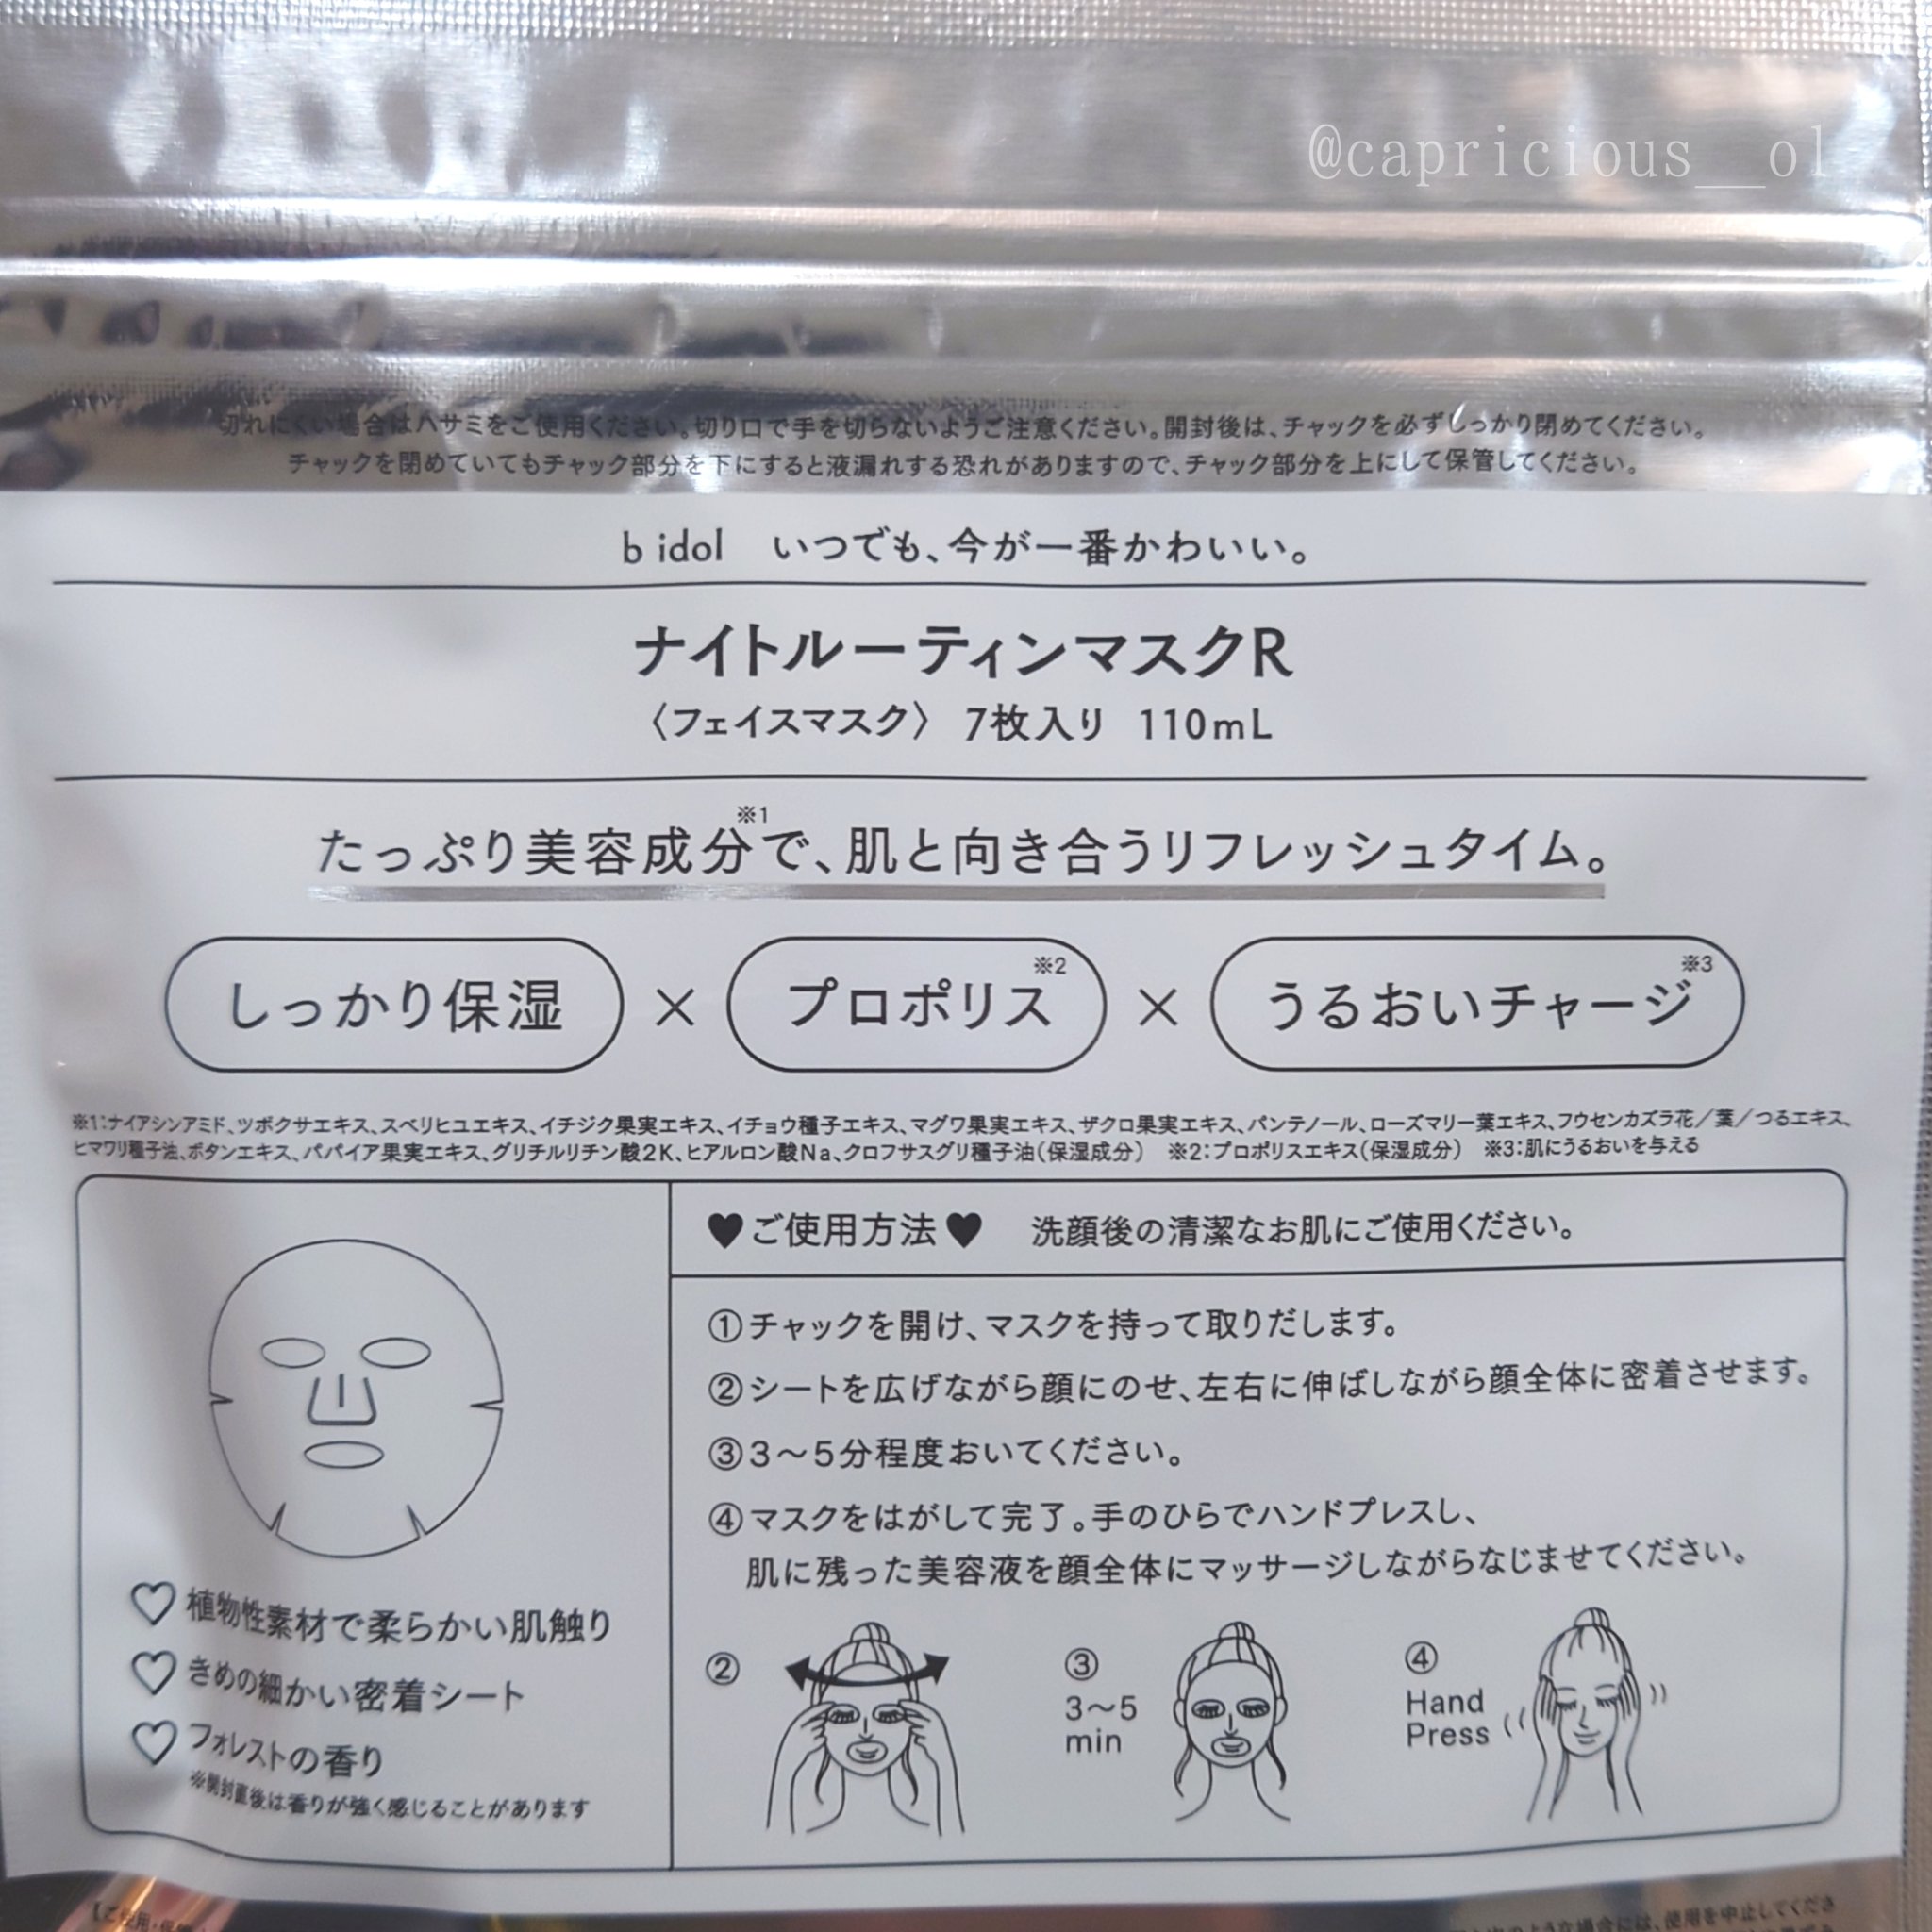 @capricious__ol
切れにくい場合はハサミをご使用ください。切り口で手を切らないようご注意ください。開封後は、チャックを必ずしっかり閉めてください。
チャックを閉めていてもチャック部分を下にすると液漏れする恐れがありますので、チャック部分を上にして保管してください。
b idol いつでも、今が一番かわいい。
ナイトルーティンマスクR
〈フェイスマスク〉 7枚入り 110mL
たっぷり美容成分※1で、肌と向き合うリフレッシュタイム。
しっかり保湿 × プロポリス※2 × うるおいチャージ※3
※1:ナイアシンアミド、ツボクサエキス、スベリヒユエキス、イチジク果実エキス、イチョウ種子エキス、マグワ果実エキス、ザクロ果実エキス、パンテノール、ローズマリー葉エキス、フウセンカズラ花／葉／つるエキス、
ヒマワリ種子油、ボタンエキス、パパイア果実エキス、グリチルリチン酸2K、ヒアルロン酸Na、クロフサスグリ種子油(保湿成分) ※2:プロポリスエキス(保湿成分) ※3:肌にうるおいを与える
♡植物性素材で柔らかい肌触り
♡きめの細かい密着シート
♡フォレストの香り
※開封直後は香りが強く感じることがあります
♥ご使用方法♥ 洗顔後の清潔なお肌にご使用ください。
①チャックを開け、マスクを持って取りだします。
②シートを広げながら顔にのせ、左右に伸ばしながら顔全体に密着させます。
③3〜5分程度おいてください。
④マスクをはがして完了。手のひらでハンドプレスし、
肌に残った美容液を顔全体にマッサージしながらなじませてください。
②
③
3〜5
min
④
Hand
Press
【ご使用・保管
には、使用を中止してくださ